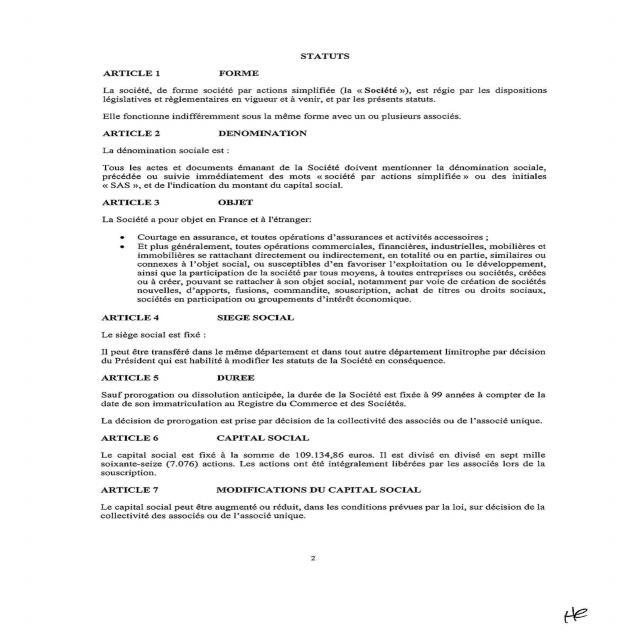 STATUTS
ARTICLE 1 FORME
La société, de forme société par actions simplifiée (la « Société »), est régie par les dispositions
législatives et règlementaires en vigueur et à venir, et par les présents statuts.
Elle fonctionne indifféremment sous la même forme avec un ou plusieurs associés.
ARTICLE 2 DENOMINATION
La dénomination sociale est :
Tous les actes et documents émanant de la Société doivent mentionner la dénomination sociale,
précédée ou suivie immédiatement des mots « société par actions simplifiée » ou des initiales
« SAS », et de l'indication du montant du capital social.
ARTICLE 3 OBJET
La Société a pour objet en France et à l'étranger:
• Courtage en assurance, et toutes opérations d'assurances et activités accessoires ;
• Et plus généralement, toutes opérations commerciales, financières, industrielles, mobilières et
immobilières se rattachant directement ou indirectement, en totalité ou en partie, similaires ou
connexes à l'objet social, ou susceptibles d'en favoriser l'exploitation ou le développement,
ainsi que la participation de la société par tous moyens, à toutes entreprises ou sociétés, créées
ou à créer, pouvant se rattacher à son objet social, notamment par voie de création de sociétés
nouvelles, d'apports, fusions, commandite, souscription, achat de titres ou droits sociaux,
sociétés en participation ou groupements d'intérêt économique.
ARTICLE 4 SIEGE SOCIAL
Le siège social est fixé :
Il peut être transféré dans le même département et dans tout autre département limitrophe par décision
du Président qui est habilité à modifier les statuts de la Société en conséquence.
ARTICLE 5 DUREE
Sauf prorogation ou dissolution anticipée, la durée de la Société est fixée à 99 années à compter de la
date de son immatriculation au Registre du Commerce et des Sociétés.
La décision de prorogation est prise par décision de la collectivité des associés ou de l'associé unique.
ARTICLE 6 CAPITAL SOCIAL
Le capital social est fixé à la somme de 109.134,86 euros. Il est divisé en divisé en sept mille
soixante-seize (7.076) actions. Les actions ont été intégralement libérées par les associés lors de la
souscription.
ARTICLE 7 MODIFICATIONS DU CAPITAL SOCIAL
Le capital social peut être augmenté ou réduit, dans les conditions prévues par la loi, sur décision de la
collectivité des associés ou de l'associé unique.
2
HE